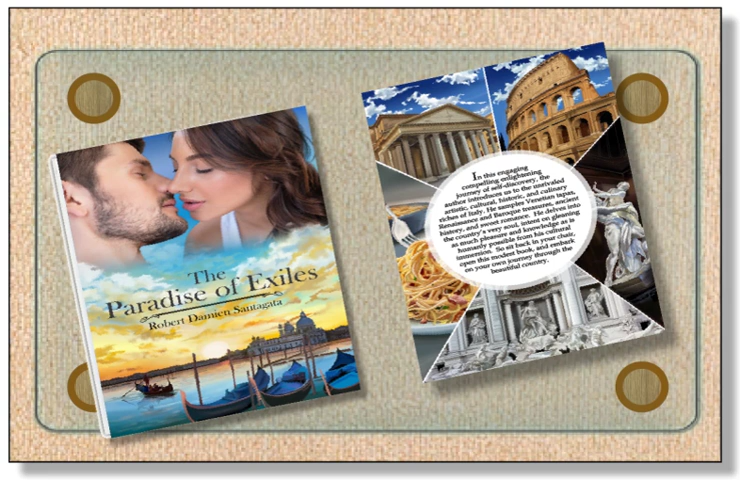 The
Paradise of Exiles
Robert Damien Santagata
In this engaging
compelling enlightening
journey of self-discovery, the
author introduces us to the unrivaled
artistic, cultural, historic, and culinary
riches of Italy. He samples Venetian tapas,
Renaissance and Baroque treasures, ancient
history, and sweet romance. He delves into
the country's very soul, intent on gleaning
as much pleasure and knowledge as is
humanly possible from his cultural
immersion. So sit back in your chair,
open this modest book, and embark
on your own journey through the
beautiful country.